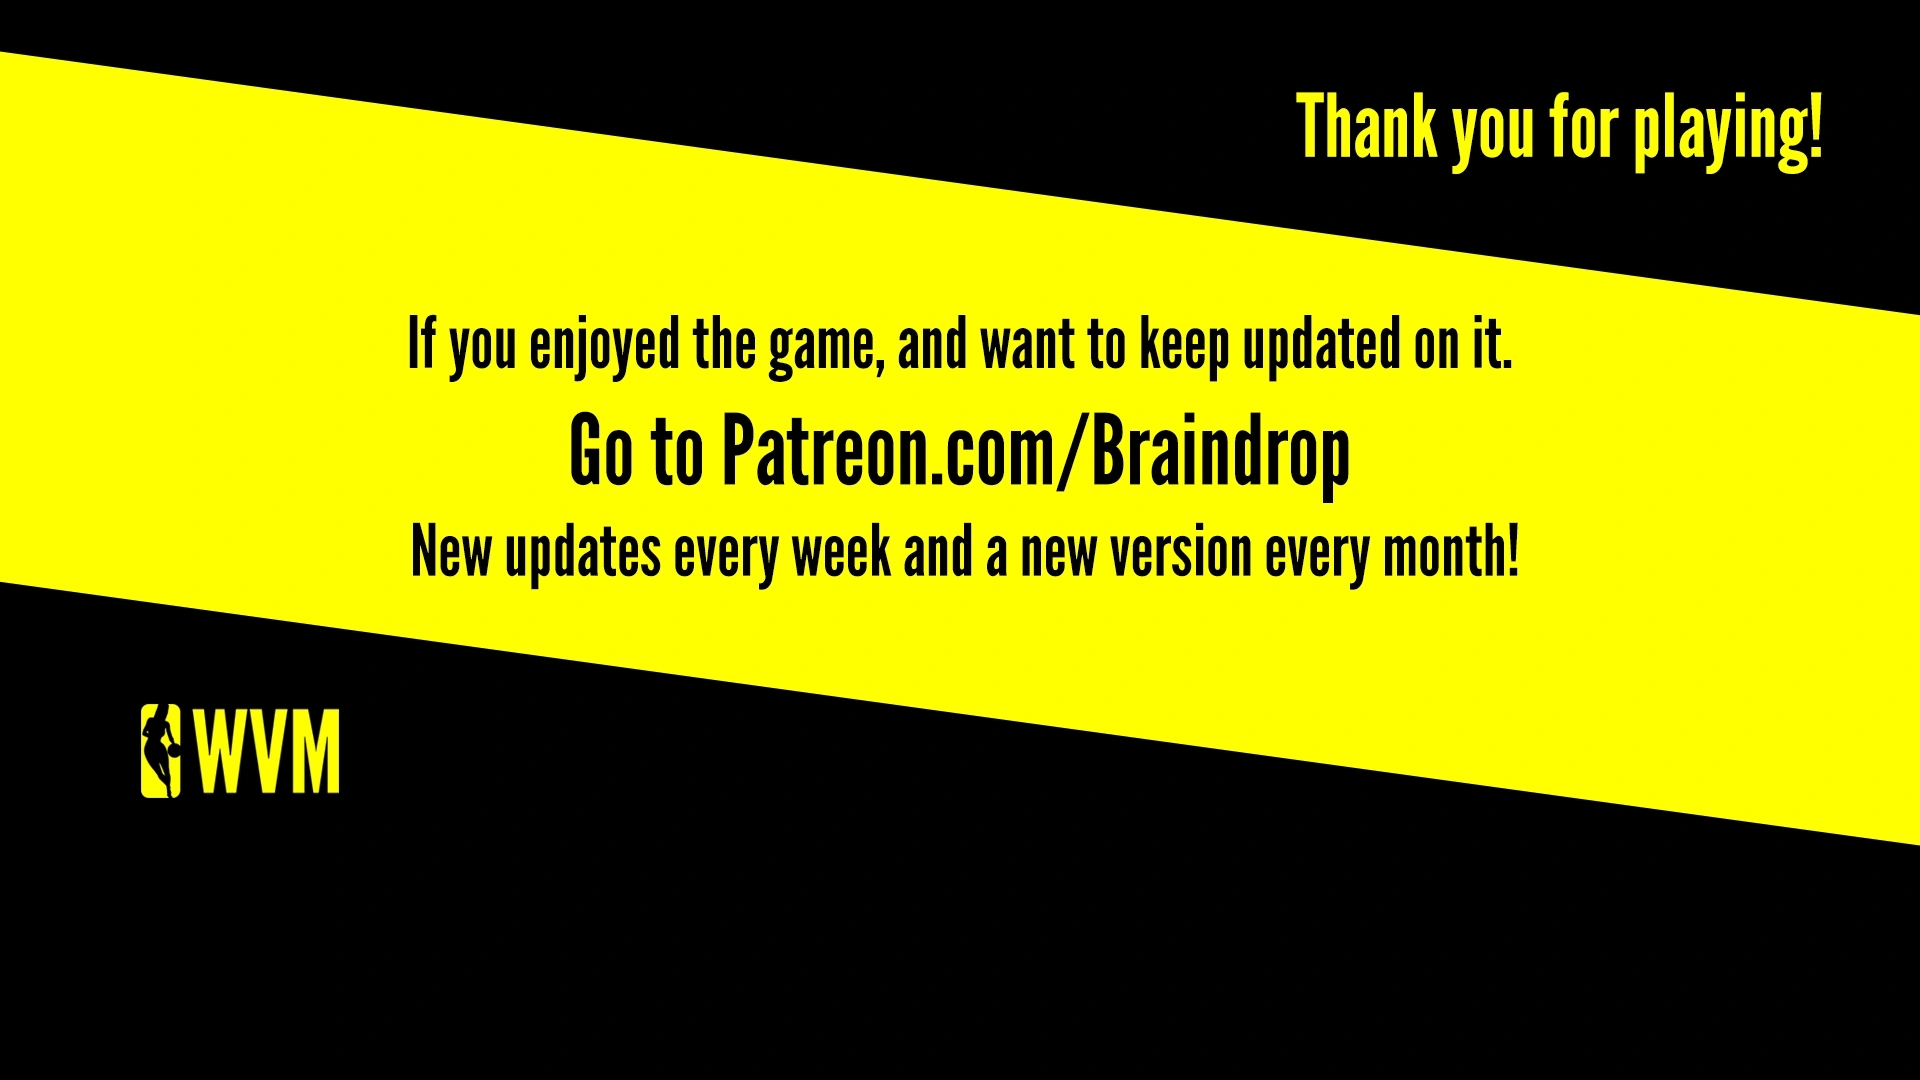 Thank you for playing!
If you enjoyed the game, and want to keep updated on it.
Go to Patreon.com/Braindrop
New updates every week and a new version every month!
WVM